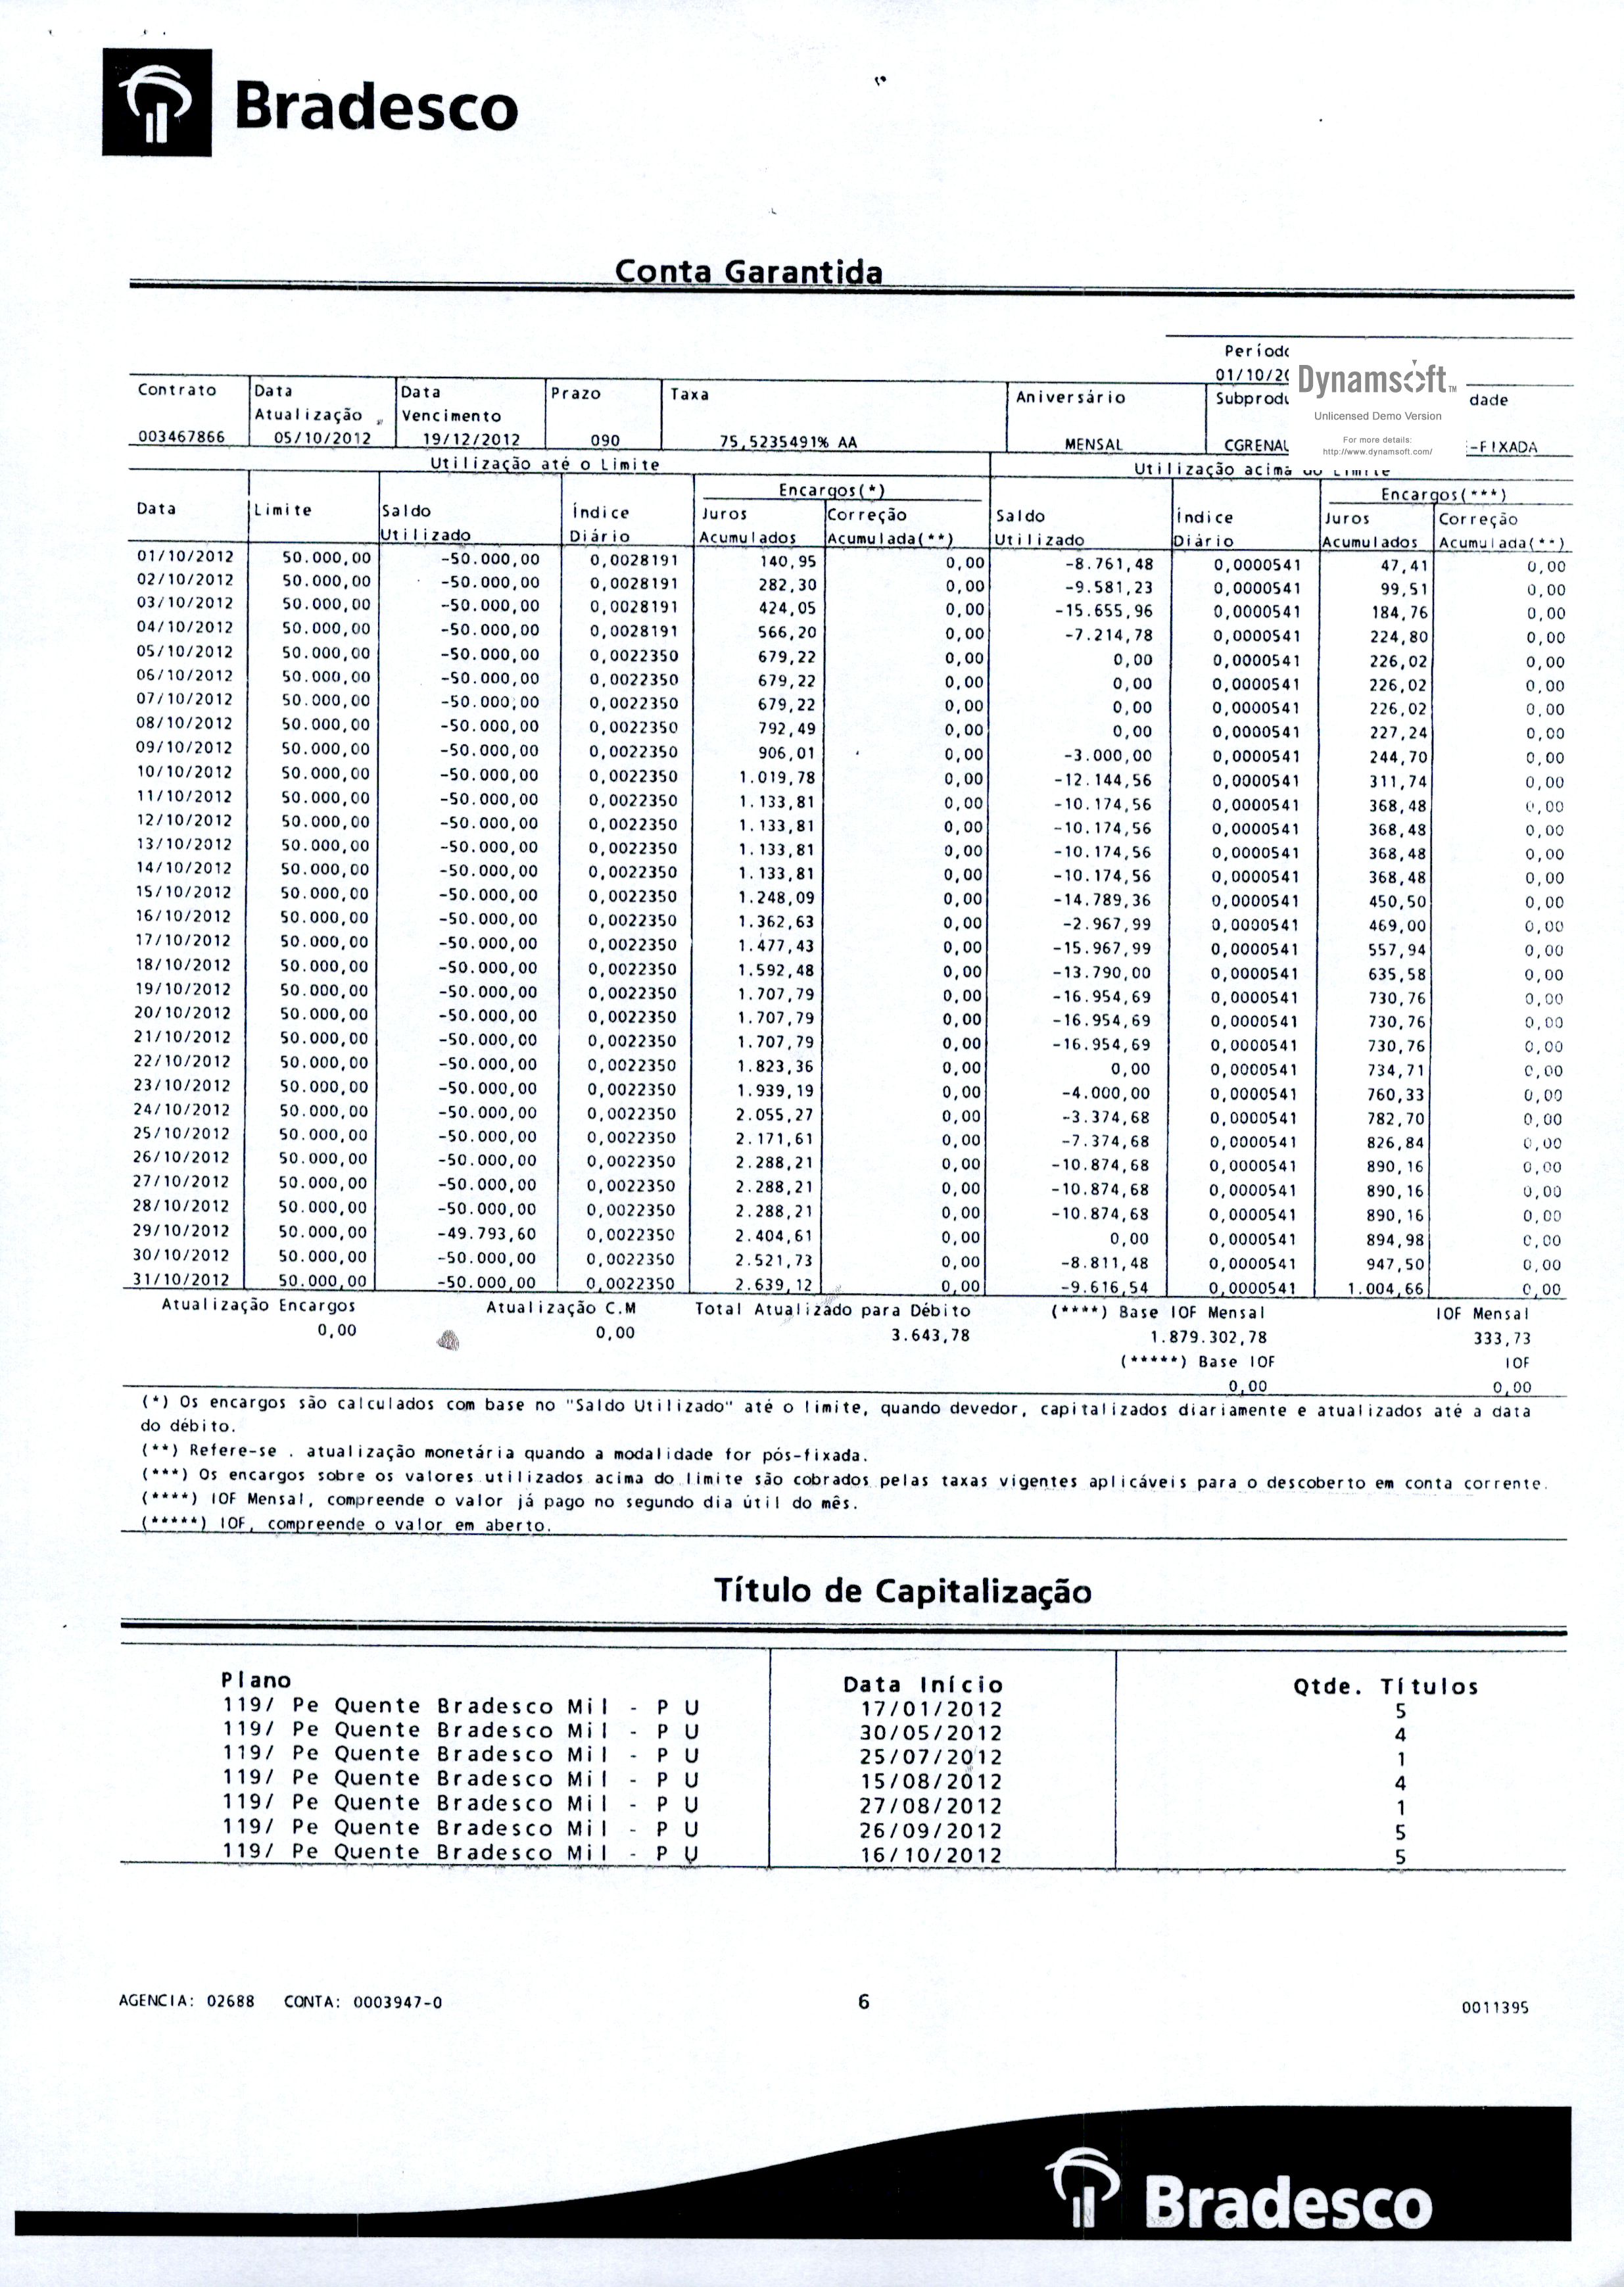 Bradesco
Conta Garantida
Período
01/10/20
Contrato Data Atualização Data Vencimento Prazo Taxa Aniversário Subprodu dade
003467866 05/10/2012 19/12/2012 090 75,5235491% AA MENSAL CGRENAL -FIXADA
Dynamsoft™
Unlicensed Demo Version
For more details:
http://www.dynamsoft.com/
Utilização até o Limite Utilização acima do Limite
Encargos(*) Encargos(***)
Data Limite Saldo Utilizado Índice Diário Juros Acumulados Correção Acumulada(**) Saldo Utilizado Índice Diário Juros Acumulados Correção Acumulada(**)
01/10/2012 50.000,00 -50.000,00 0,0028191 140,95 0,00 -8.761,48 0,0000541 47,41 0,00
02/10/2012 50.000,00 -50.000,00 0,0028191 282,30 0,00 -9.581,23 0,0000541 99,51 0,00
03/10/2012 50.000,00 -50.000,00 0,0028191 424,05 0,00 -15.655,96 0,0000541 184,76 0,00
04/10/2012 50.000,00 -50.000,00 0,0028191 566,20 0,00 -7.214,78 0,0000541 224,80 0,00
05/10/2012 50.000,00 -50.000,00 0,0022350 679,22 0,00 0,00 0,0000541 226,02 0,00
06/10/2012 50.000,00 -50.000,00 0,0022350 679,22 0,00 0,00 0,0000541 226,02 0,00
07/10/2012 50.000,00 -50.000,00 0,0022350 679,22 0,00 0,00 0,0000541 226,02 0,00
08/10/2012 50.000,00 -50.000,00 0,0022350 792,49 0,00 0,00 0,0000541 227,24 0,00
09/10/2012 50.000,00 -50.000,00 0,0022350 906,01 0,00 -3.000,00 0,0000541 244,70 0,00
10/10/2012 50.000,00 -50.000,00 0,0022350 1.019,78 0,00 -12.144,56 0,0000541 311,74 0,00
11/10/2012 50.000,00 -50.000,00 0,0022350 1.133,81 0,00 -10.174,56 0,0000541 368,48 0,00
12/10/2012 50.000,00 -50.000,00 0,0022350 1.133,81 0,00 -10.174,56 0,0000541 368,48 0,00
13/10/2012 50.000,00 -50.000,00 0,0022350 1.133,81 0,00 -10.174,56 0,0000541 368,48 0,00
14/10/2012 50.000,00 -50.000,00 0,0022350 1.133,81 0,00 -10.174,56 0,0000541 368,48 0,00
15/10/2012 50.000,00 -50.000,00 0,0022350 1.248,09 0,00 -14.789,36 0,0000541 450,50 0,00
16/10/2012 50.000,00 -50.000,00 0,0022350 1.362,63 0,00 -2.967,99 0,0000541 469,00 0,00
17/10/2012 50.000,00 -50.000,00 0,0022350 1.477,43 0,00 -15.967,99 0,0000541 557,94 0,00
18/10/2012 50.000,00 -50.000,00 0,0022350 1.592,48 0,00 -13.790,00 0,0000541 635,58 0,00
19/10/2012 50.000,00 -50.000,00 0,0022350 1.707,79 0,00 -16.954,69 0,0000541 730,76 0,00
20/10/2012 50.000,00 -50.000,00 0,0022350 1.707,79 0,00 -16.954,69 0,0000541 730,76 0,00
21/10/2012 50.000,00 -50.000,00 0,0022350 1.707,79 0,00 -16.954,69 0,0000541 730,76 0,00
22/10/2012 50.000,00 -50.000,00 0,0022350 1.823,36 0,00 0,00 0,0000541 734,71 0,00
23/10/2012 50.000,00 -50.000,00 0,0022350 1.939,19 0,00 -4.000,00 0,0000541 760,33 0,00
24/10/2012 50.000,00 -50.000,00 0,0022350 2.055,27 0,00 -3.374,68 0,0000541 782,70 0,00
25/10/2012 50.000,00 -50.000,00 0,0022350 2.171,61 0,00 -7.374,68 0,0000541 826,84 0,00
26/10/2012 50.000,00 -50.000,00 0,0022350 2.288,21 0,00 -10.874,68 0,0000541 890,16 0,00
27/10/2012 50.000,00 -50.000,00 0,0022350 2.288,21 0,00 -10.874,68 0,0000541 890,16 0,00
28/10/2012 50.000,00 -50.000,00 0,0022350 2.288,21 0,00 -10.874,68 0,0000541 890,16 0,00
29/10/2012 50.000,00 -49.793,60 0,0022350 2.404,61 0,00 0,00 0,0000541 894,98 0,00
30/10/2012 50.000,00 -50.000,00 0,0022350 2.521,73 0,00 -8.811,48 0,0000541 947,50 0,00
31/10/2012 50.000,00 -50.000,00 0,0022350 2.639,12 0,00 -9.616,54 0,0000541 1.004,66 0,00
Atualização Encargos Atualização C.M Total Atualizado para Débito (****) Base IOF Mensal IOF Mensal
0,00 0,00 3.643,78 1.879.302,78 333,73
(*****) Base IOF IOF
0,00 0,00
(*) Os encargos são calculados com base no "Saldo Utilizado" até o limite, quando devedor, capitalizados diariamente e atualizados até a data
do débito.
(**) Refere-se . atualização monetária quando a modalidade for pós-fixada.
(***) Os encargos sobre os valores utilizados acima do limite são cobrados pelas taxas vigentes aplicáveis para o descoberto em conta corrente.
(****) IOF Mensal, compreende o valor já pago no segundo dia útil do mês.
(*****) IOF, compreende o valor em aberto.
Título de Capitalização
Plano Data Início Qtde. Títulos
119/ Pe Quente Bradesco Mil - P U 17/01/2012 5
119/ Pe Quente Bradesco Mil - P U 30/05/2012 4
119/ Pe Quente Bradesco Mil - P U 25/07/2012 1
119/ Pe Quente Bradesco Mil - P U 15/08/2012 4
119/ Pe Quente Bradesco Mil - P U 27/08/2012 1
119/ Pe Quente Bradesco Mil - P U 26/09/2012 5
119/ Pe Quente Bradesco Mil - P U 16/10/2012 5
AGENCIA: 02688 CONTA: 0003947-0 6 0011395
Bradesco